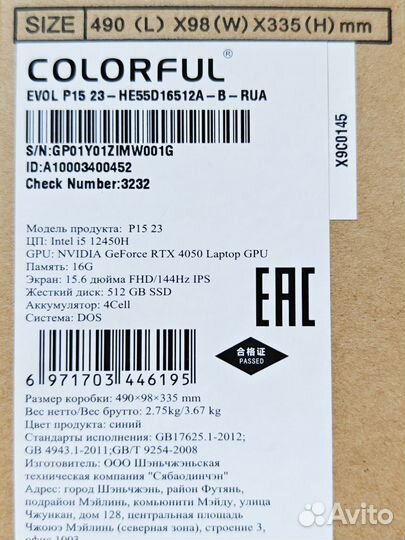 SIZE 490 (L) X98(W) X335(H) mm
COLORFUL®
EVOL P15 23-HE55D16512A-B-RUA
S/N:GP01Y01ZIMW001G
ID:A10003400452
Check Number:3232
X9C0145
Модель продукта: P15 23
ЦП: Intel i5 12450H
GPU: NVIDIA GeForce RTX 4050 Laptop GPU
Память: 16G
Экран: 15.6 дюйма FHD/144Hz IPS
Жесткий диск: 512 GB SSD
Аккумулятор: 4Cell
Система: DOS
EAC
合格证
PASSED
6 971703 446195
Размер коробки: 490×98×335 mm
Вес нетто/Вес брутто: 2.75kg/3.67 kg
Цвет продукта: синий
Стандарты исполнения: GB17625.1-2012;
GB 4943.1-2011;GB/T 9254-2008
Изготовитель: ООО Шэньчжэньская
техническая компания "Сябаодинчэн"
Адрес: город Шэньчжэнь, район Футянь,
подрайон Мэйлинь, комьюнити Мэйду, улица
Чжункан, дом 128, центральная площадь
Чжоюэ Мэйлинь (северная зона), строение 3,
офис 1003
Avito